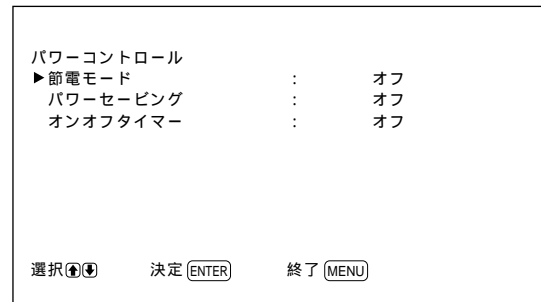 パワーコントロール
▶節電モード : オフ
パワーセービング : オフ
オンオフタイマー : オフ
選択⬆⬇ 決定 ENTER 終了 MENU